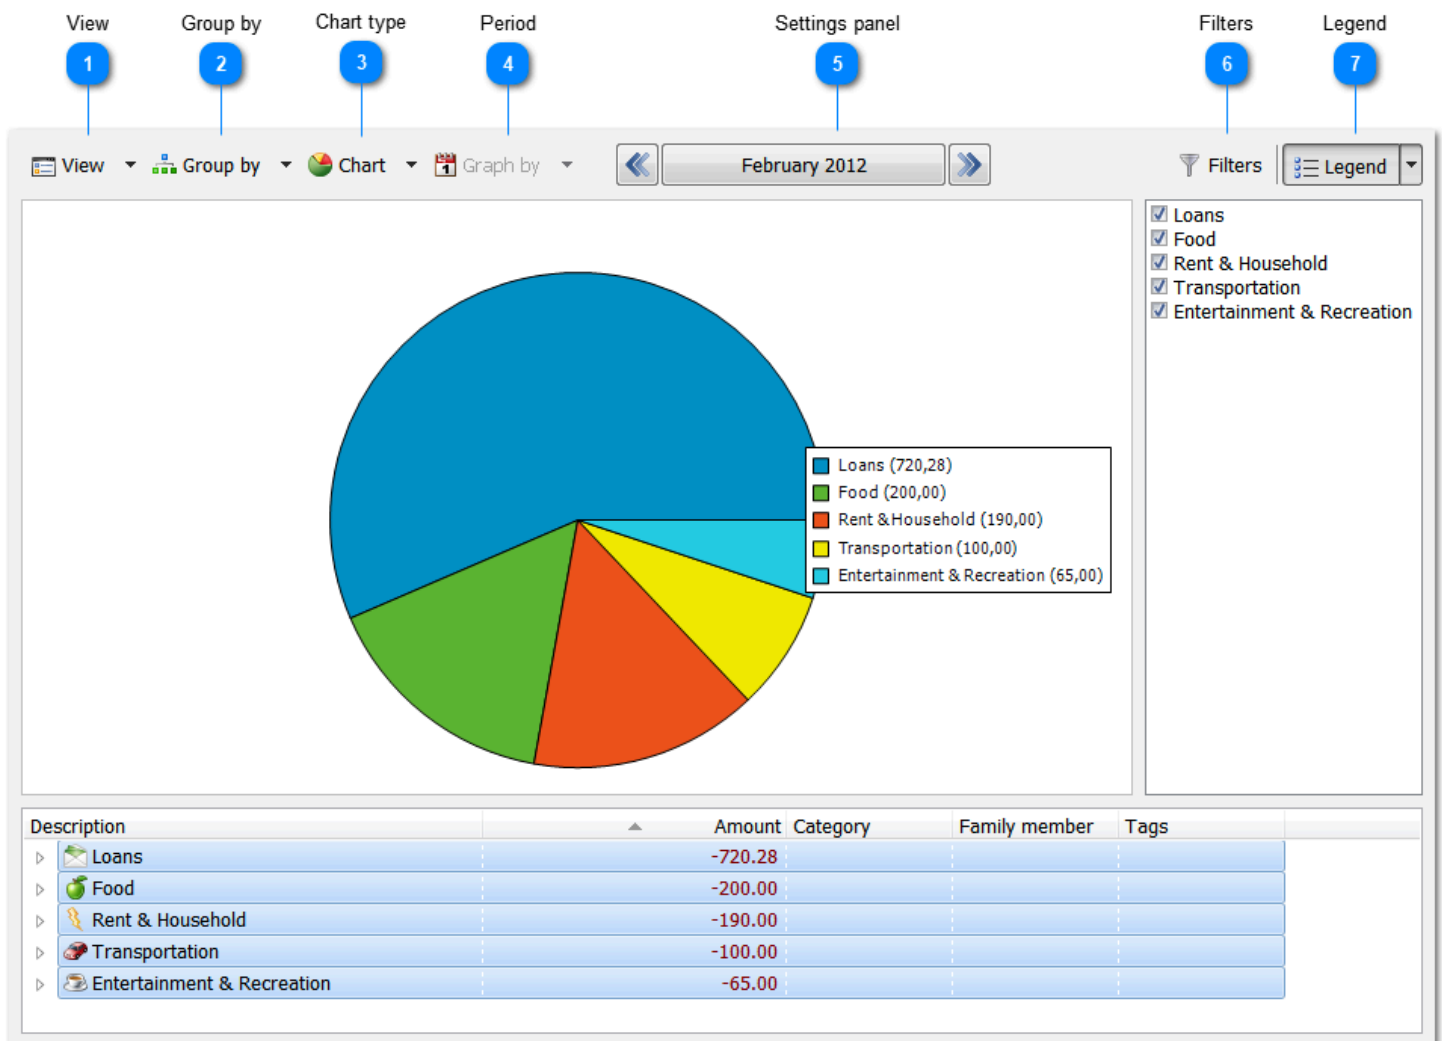 View Group by Chart type Period Settings panel Filters Legend
1 2 3 4 5 6 7
View Group by Chart 1 Graph by February 2012 Filters Legend
Loans
Food
Rent & Household
Transportation
Entertainment & Recreation
Loans (720,28)
Food (200,00)
Rent & Household (190,00)
Transportation (100,00)
Entertainment & Recreation (65,00)
Description Amount Category Family member Tags
Loans -720.28
Food -200.00
Rent & Household -190.00
Transportation -100.00
Entertainment & Recreation -65.00